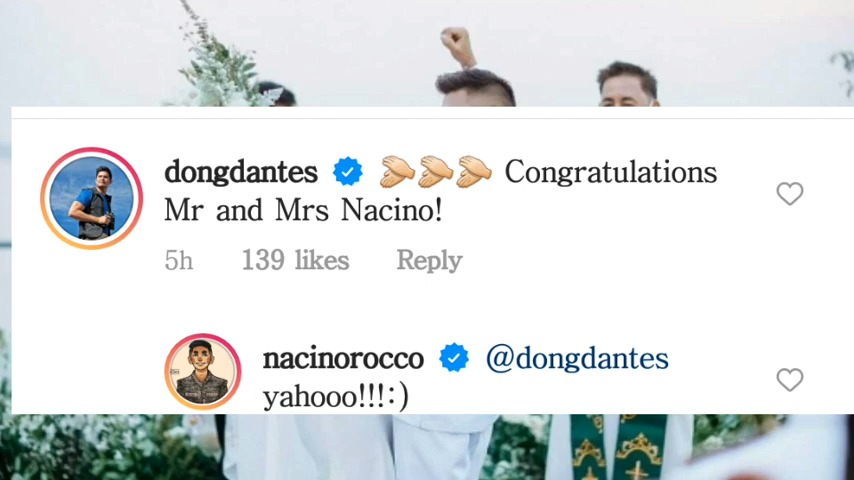 dongdantes 👏🏻👏🏻👏🏻 Congratulations
Mr and Mrs Nacino!
5h 139 likes Reply
nacinorocco @dongdantes
yahooo!!!:)